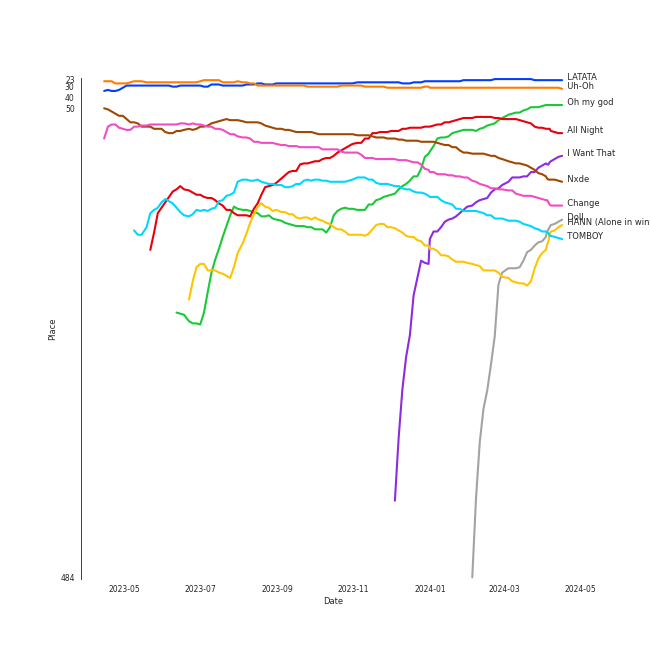 23
30
40
50
484
Place
2023-05
2023-07
2023-09
2023-11
2024-01
2024-03
2024-05
Date
LATATA
Uh-Oh
Oh my god
All Night
I Want That
Nxde
Change
Doll
HANN (Alone in win
TOMBOY